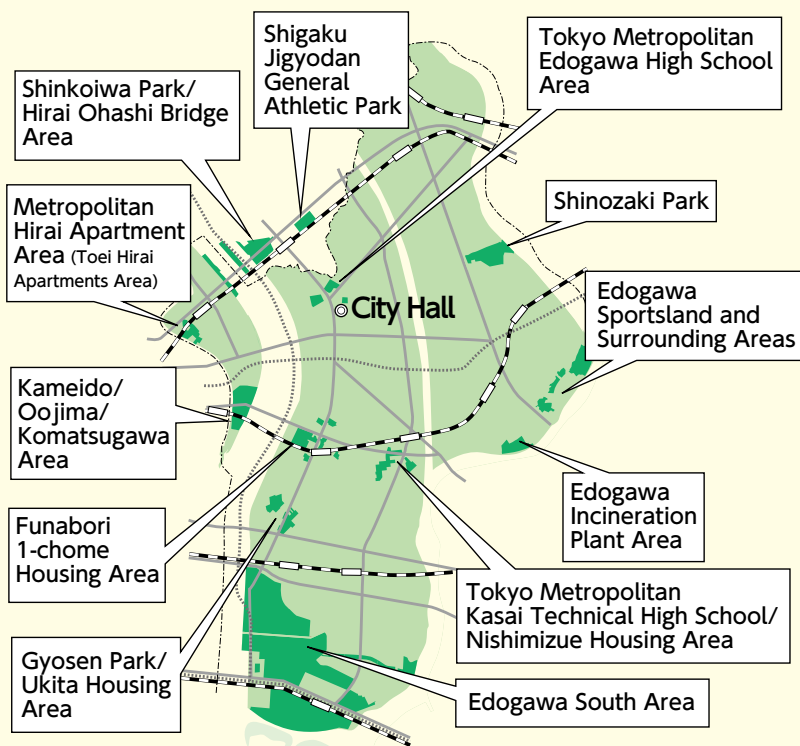 Shigaku
Jigyodan
General
Athletic Park
Tokyo Metropolitan
Edogawa High School
Area
Shinkoiwa Park/
Hirai Ohashi Bridge
Area
Metropolitan
Hirai Apartment
Area (Toei Hirai
Apartments Area)
Shinozaki Park
City Hall
Edogawa
Sportsland and
Surrounding Areas
Kameido/
Oojima/
Komatsugawa
Area
Edogawa
Incineration
Plant Area
Funabori
1-chome
Housing Area
Tokyo Metropolitan
Kasai Technical High School/
Nishimizue Housing Area
Gyosen Park/
Ukita Housing
Area
Edogawa South Area